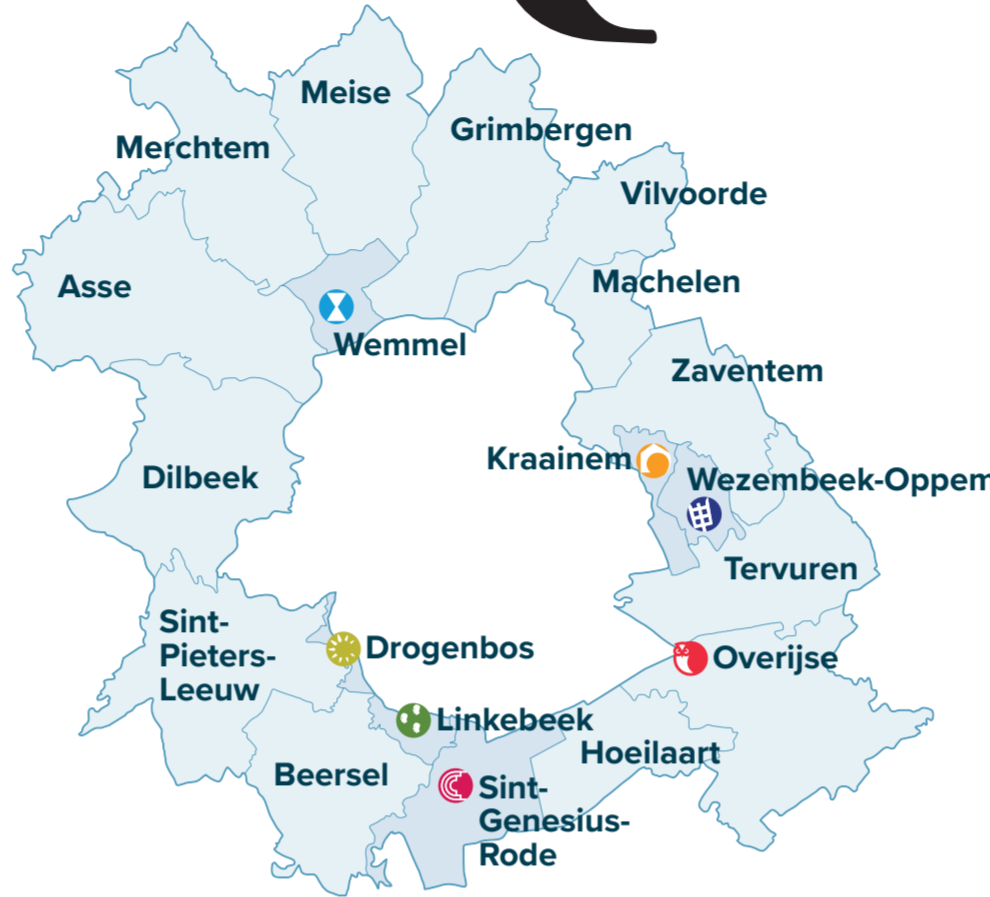 Meise
Grimbergen
Merchtem
Vilvoorde
Machelen
Asse
Wemmel
Zaventem
Kraainem
Wezembeek-Oppem
Dilbeek
Tervuren
Sint-
Pieters-
Leeuw
Drogenbos
Overijse
Linkebeek
Hoeilaart
Beersel
Sint-
Genesius-
Rode